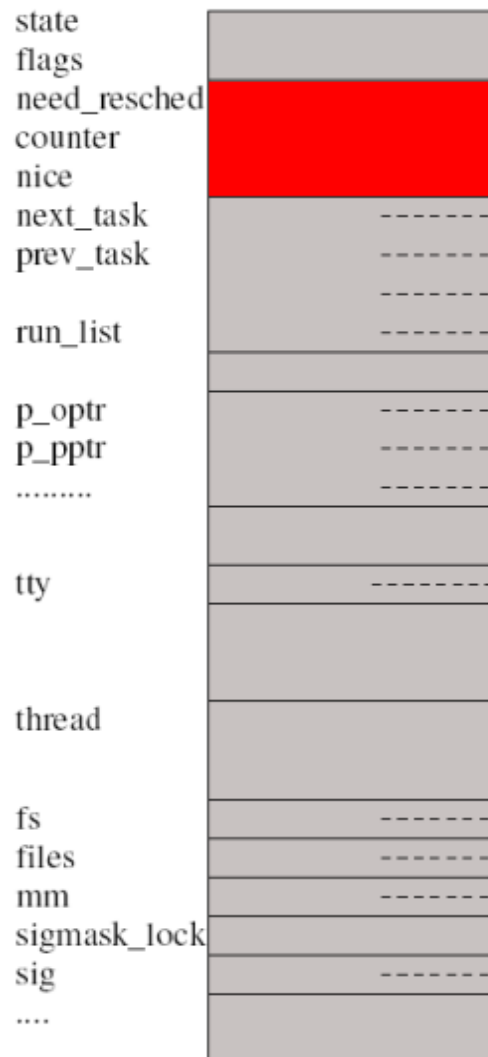 state
flags
need_resched
counter
nice
next_task
prev_task
run_list
p_optr
p_pptr
.........
tty
thread
fs
files
mm
sigmask_lock
sig
....